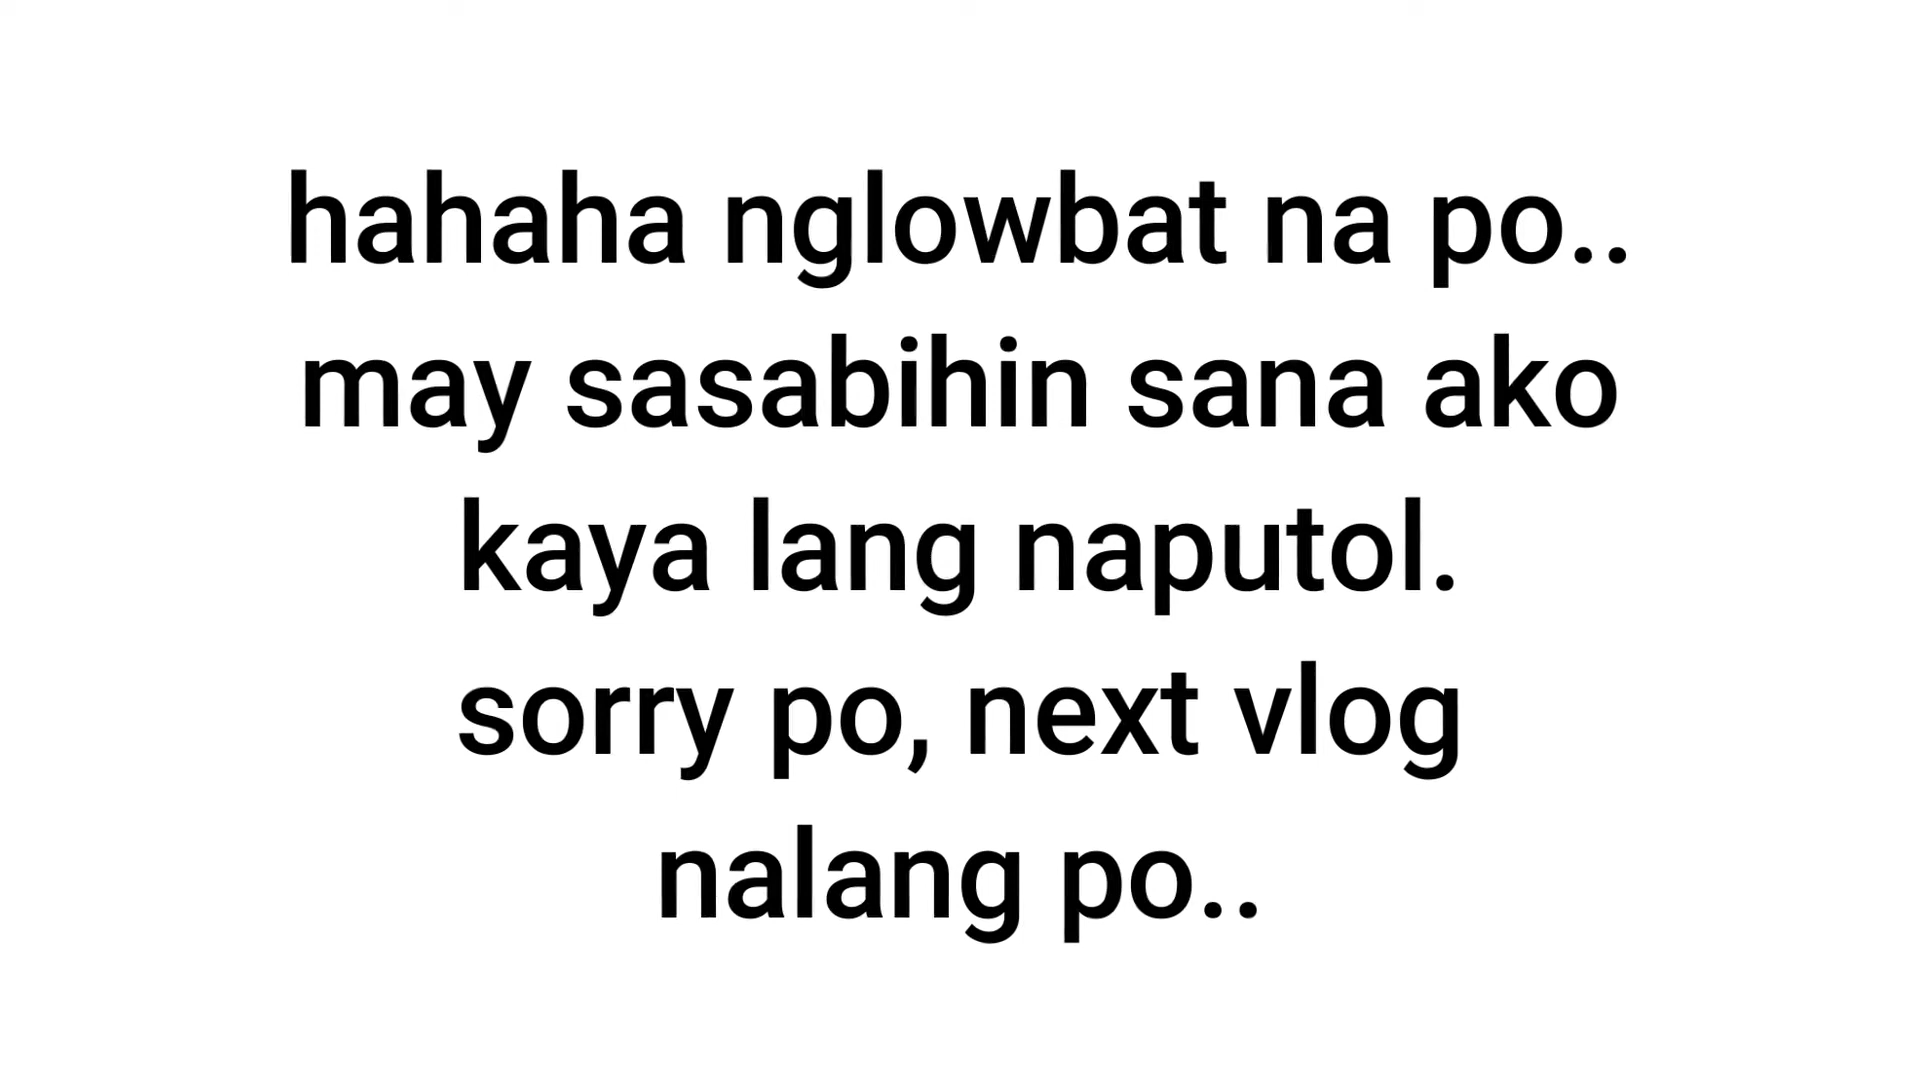 hahaha nglowbat na po..
may sasabihin sana ako
kaya lang naputol.
sorry po, next vlog
nalang po..